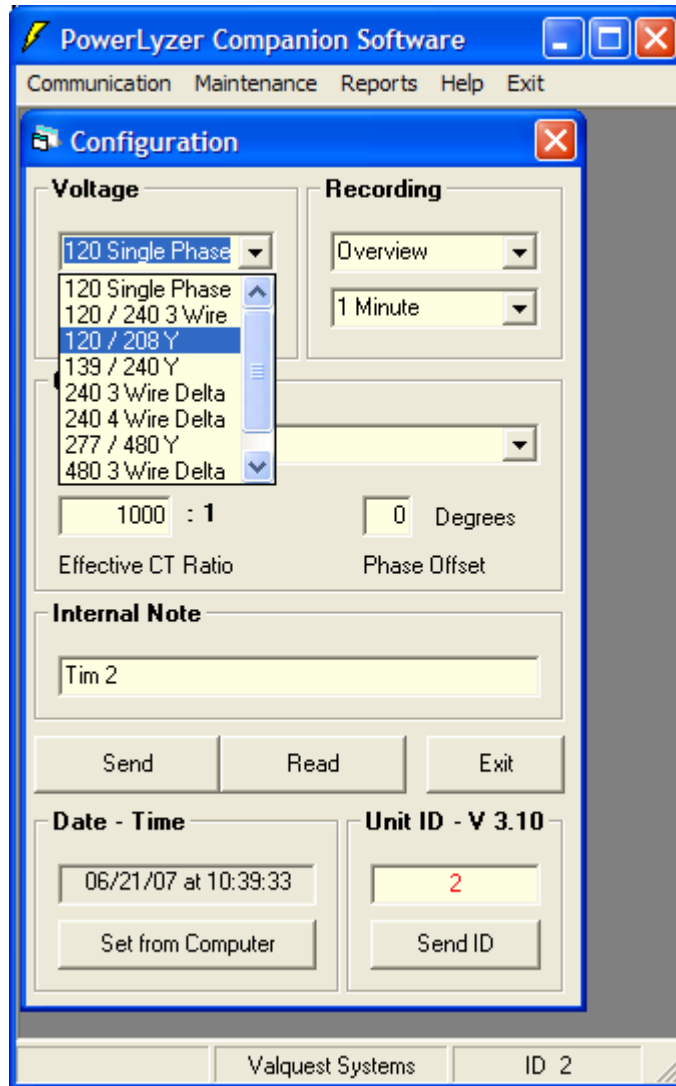 PowerLyzer Companion Software
Communication Maintenance Reports Help Exit
Configuration
Voltage
Recording
120 Single Phase
Overview
120 Single Phase
120 / 240 3 Wire
120 / 208 Y
139 / 240 Y
240 3 Wire Delta
240 4 Wire Delta
277 / 480 Y
480 3 Wire Delta
1 Minute
1000 : 1
0 Degrees
Effective CT Ratio
Phase Offset
Internal Note
Tim 2
Send Read Exit
Date - Time
Unit ID - V 3.10
06/21/07 at 10:39:33
2
Set from Computer
Send ID
Valquest Systems
ID 2